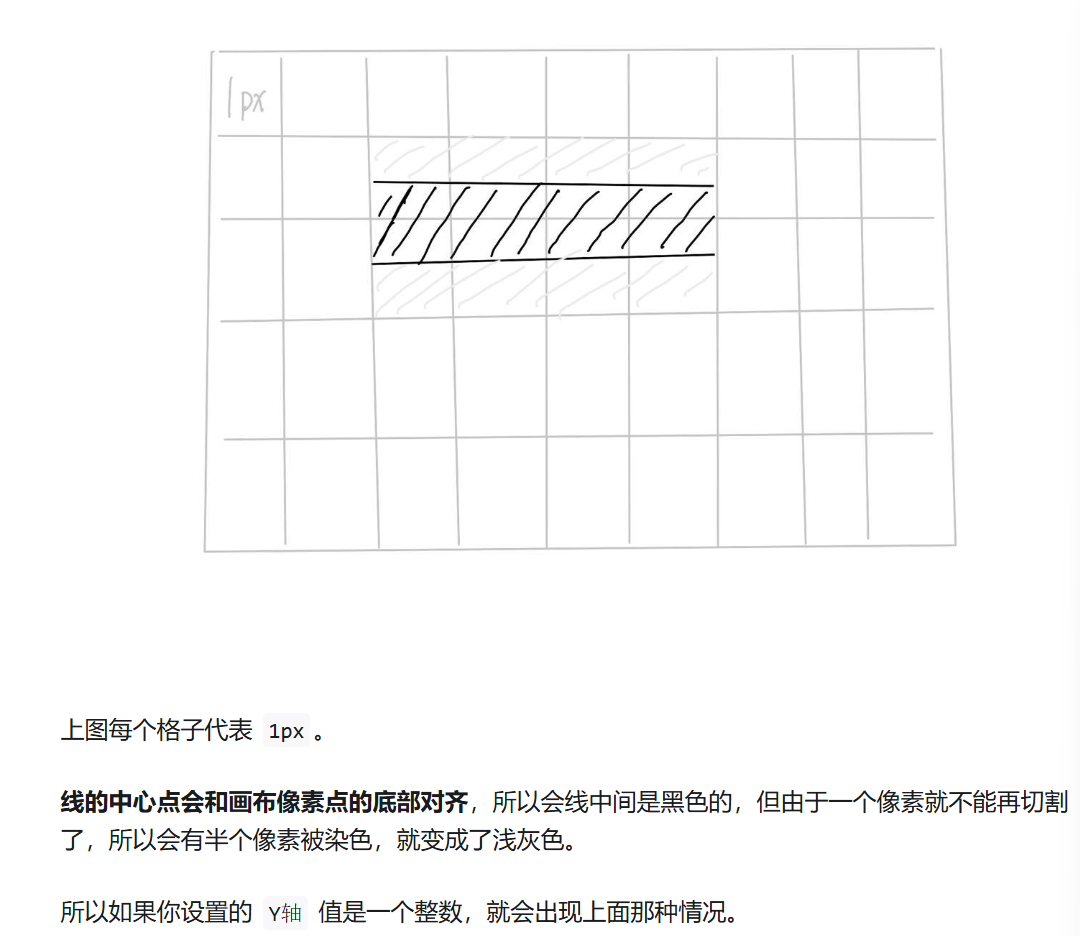 1px
上图每个格子代表 1px 。
线的中心点会和画布像素点的底部对齐，所以会线中间是黑色的，但由于一个像素就不能再切割
了，所以会有半个像素被染色，就变成了浅灰色。
所以如果你设置的 Y轴 值是一个整数，就会出现上面那种情况。